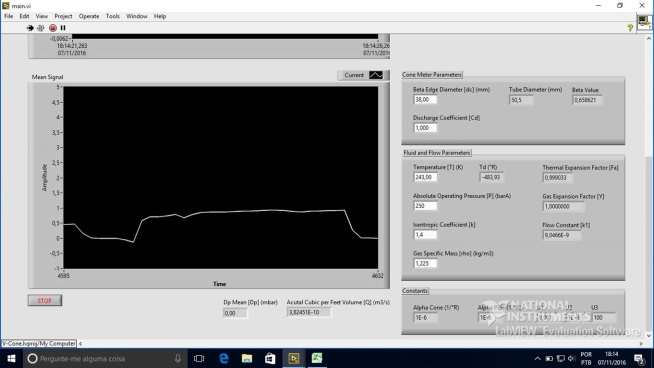 main.vi
File Edit View Project Operate Tools Window Help
-0,0062-
18:14:21,263
07/11/2016
18:14:26,26
07/11/201
Mean Signal
Current
Amplitude
5-
4,5-
4-
3,5-
3-
2,5-
2-
1,5-
1-
0,5-
0-
-0,5-
-1-
4595
4632
Time
STOP
Dp Mean [Dp] (mbar)
0,00
Acutal Cubic per Feet Volume [Q] (m3/s)
3,82451E-10
Cone Meter Parameters
Beta Edge Diameter [dc] (mm)
38,00
Tube Diameter (mm)
50,5
Beta Value
0,658621
Discharge Coefficient [Cd]
1,000
Fluid and Flow Parameters
Temperature [T] (K)
243,00
Td (°R)
-483,93
Thermal Expansion Factor [Fa]
0,999033
Absolute Operating Pressure [P] (barA)
250
Gas Expansion Factor [Y]
1,0000000
Isentropic Coefficient [k]
1,4
Flow Constant [k1]
9,0466E-9
Gas Specific Mass [rho] (kg/m3)
1,225
Constants
Alpha Cone (1/°R)
1E-6
U3
100
NATIONAL
INSTRUMENTS
LabVIEW Evaluation Software
V-Cone.lvproj/My Computer
Pergunte-me alguma coisa
POR
PTB
18:14
07/11/2016